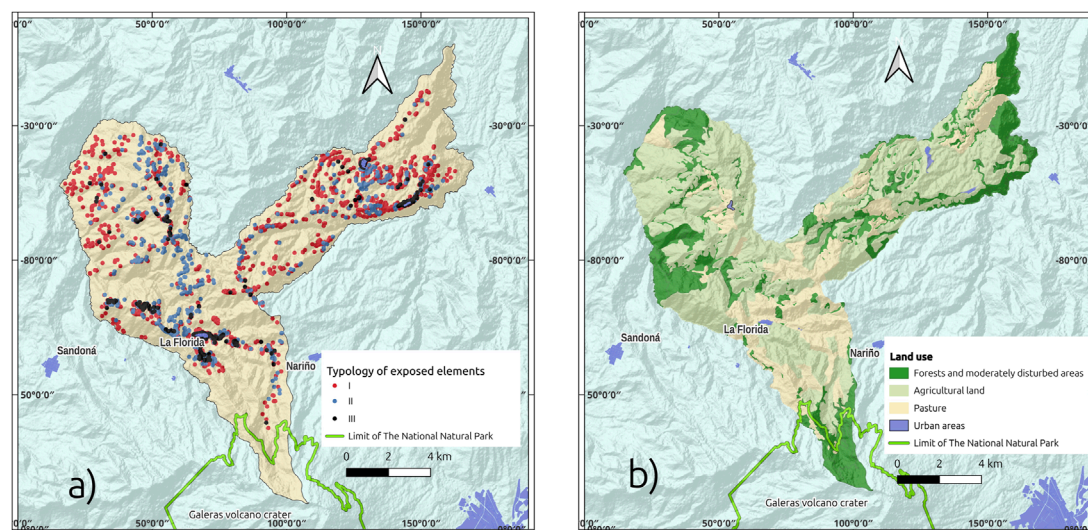 0'0"
50°0'0"
100°0'0"
150°0'0"
-30°0'0"
-30°0'0"
-80°0'0"
-80°0'0"
La Florida
Sandoná
Nariño
Typology of exposed elements
I
II
III
Limit of The National Natural Park
0 2 4 km
50°0'0"
50°0'0"
a)
Galeras volcano crater
50°0'0"
100°0'0"
150°0'0"
0'0"
50°0'0"
100°0'0"
150°0'0"
-30°0'0"
-30°0'0"
-80°0'0"
-80°0'0"
La Florida
Sandoná
Nariño
Land use
Forests and moderately disturbed areas
Agricultural land
Pasture
Urban areas
Limit of The National Natural Park
0 2 4 km
50°0'0"
b)
Galeras volcano crater
50°0'0"
100°0'0"
150°0'0"